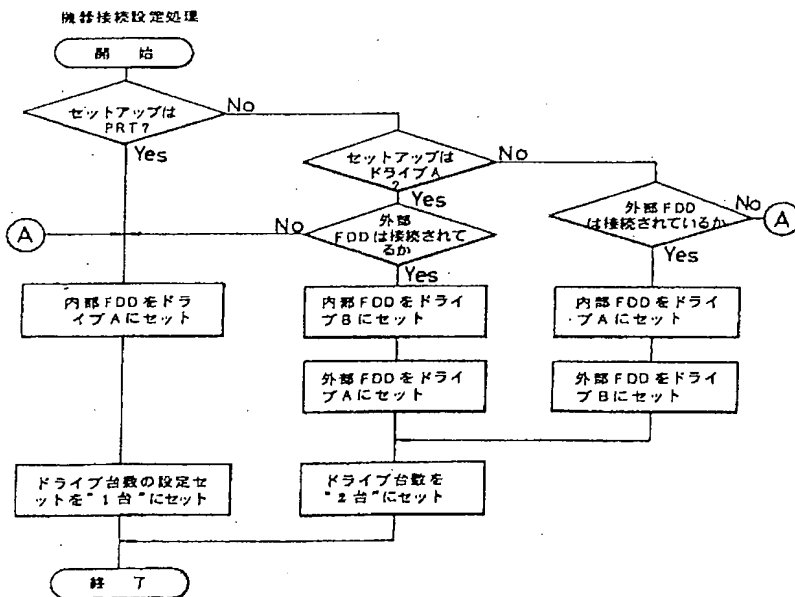 機器接続設定処理
開 始
セットアップは
PRT?
No
Yes
セットアップは
ドライブA
?
No
Yes
外部
FDDは接続されて
るか
No
Yes
外部FDD
は接続されているか
No
A
Yes
A
内部FDDをドラ
イブAにセット
内部FDDをドライ
ブBにセット
内部FDDをドライ
ブAにセット
外部FDDをドライ
ブAにセット
外部FDDをドライ
ブBにセット
ドライブ台数の設定セ
ットを"1台"にセット
ドライブ台数を
"2台"にセット
終 了